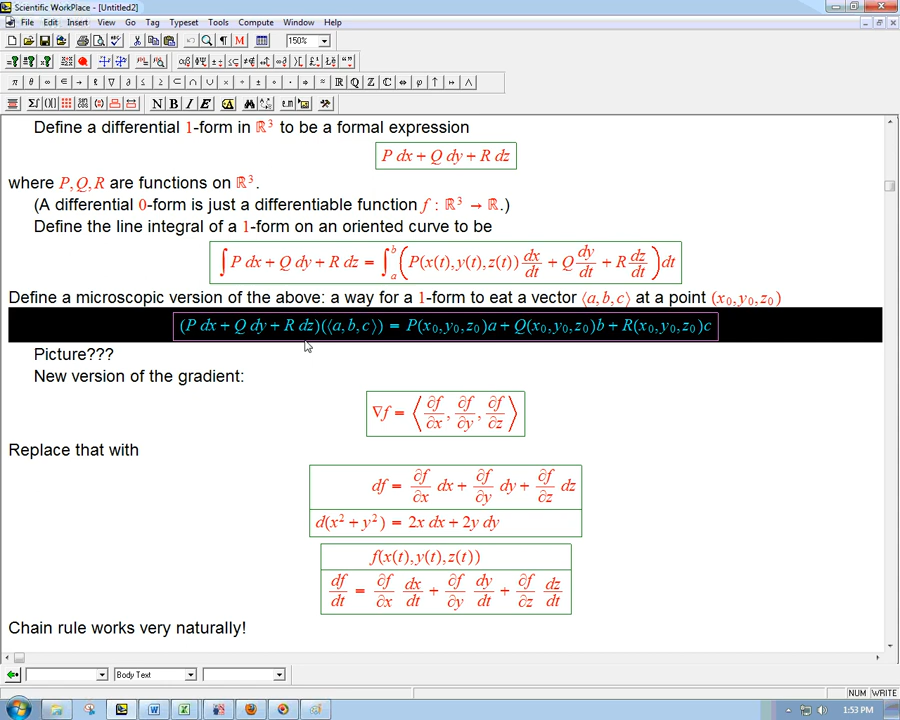 Scientific WorkPlace - [Untitled2]
File Edit Insert View Go Tag Typeset Tools Compute Window Help
150%
Define a differential 1-form in ℝ³ to be a formal expression
P dx + Q dy + R dz
where P, Q, R are functions on ℝ³.
(A differential 0-form is just a differentiable function f : ℝ³ → ℝ.)
Define the line integral of a 1-form on an oriented curve to be
∫ P dx + Q dy + R dz = ∫ₐᵇ (P(x(t), y(t), z(t)) dx/dt + Q dy/dt + R dz/dt) dt
Define a microscopic version of the above: a way for a 1-form to eat a vector ⟨a, b, c⟩ at a point (x₀, y₀, z₀)
(P dx + Q dy + R dz)(⟨a, b, c⟩) = P(x₀, y₀, z₀)a + Q(x₀, y₀, z₀)b + R(x₀, y₀, z₀)c
Picture???
New version of the gradient:
∇f = ⟨∂f/∂x, ∂f/∂y, ∂f/∂z⟩
Replace that with
df = ∂f/∂x dx + ∂f/∂y dy + ∂f/∂z dz
d(x² + y²) = 2x dx + 2y dy
f(x(t), y(t), z(t))
df/dt = ∂f/∂x dx/dt + ∂f/∂y dy/dt + ∂f/∂z dz/dt
Chain rule works very naturally!
Body Text
NUM WRITE
1:53 PM